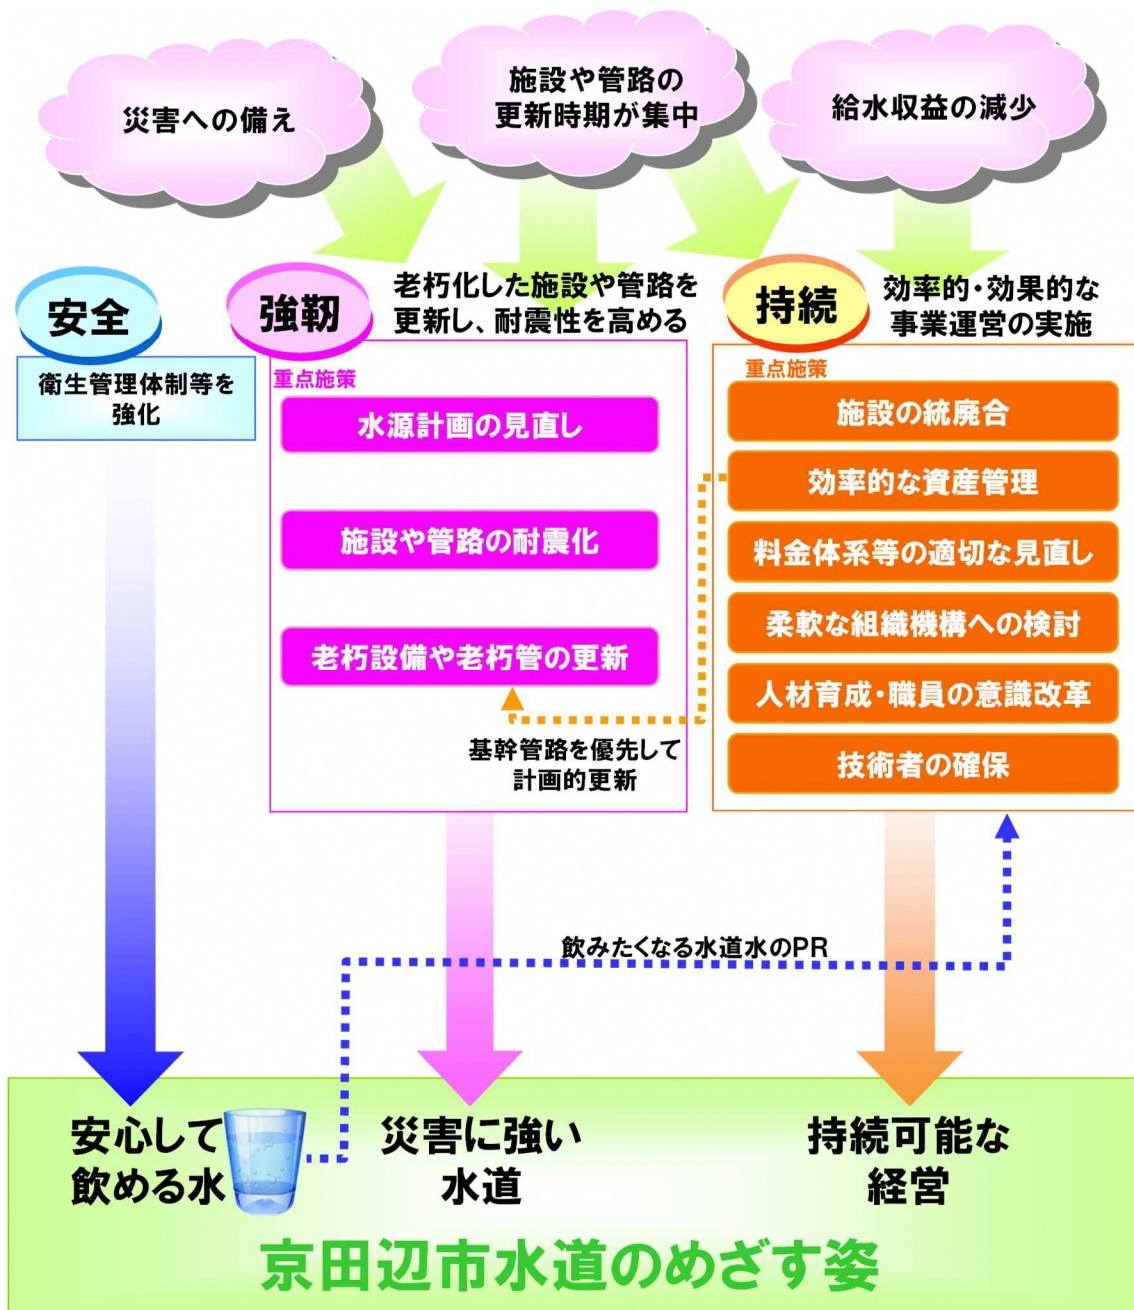 災害への備え
施設や管路の
更新時期が集中
給水収益の減少
安全
衛生管理体制等を
強化
強靭
老朽化した施設や管路を
更新し、耐震性を高める
重点施策
水源計画の見直し
施設や管路の耐震化
老朽設備や老朽管の更新
基幹管路を優先して
計画的更新
持続
効率的・効果的な
事業運営の実施
重点施策
施設の統廃合
効率的な資産管理
料金体系等の適切な見直し
柔軟な組織機構への検討
人材育成・職員の意識改革
技術者の確保
飲みたくなる水道水のPR
安心して
飲める水
災害に強い
水道
持続可能な
経営
京田辺市水道のめざす姿